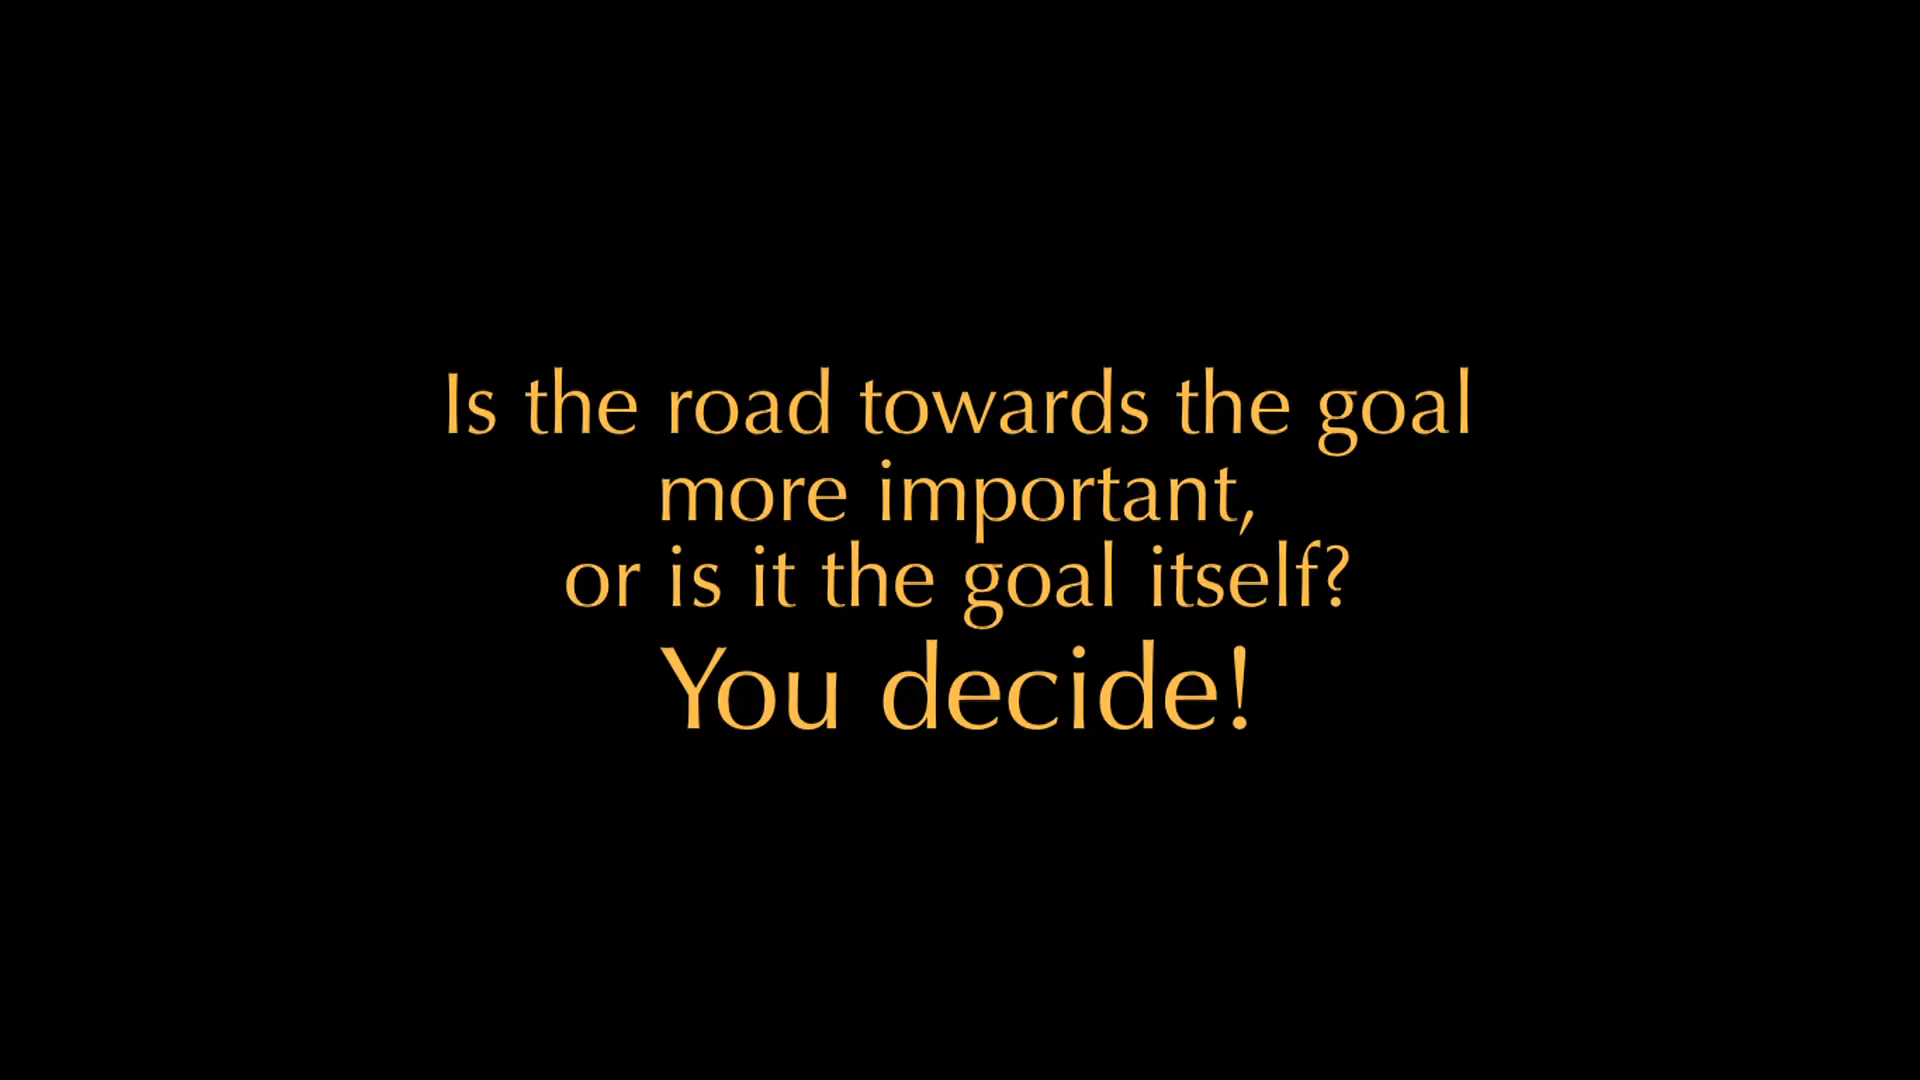 Is the road towards the goal
more important,
or is it the goal itself?
You decide!